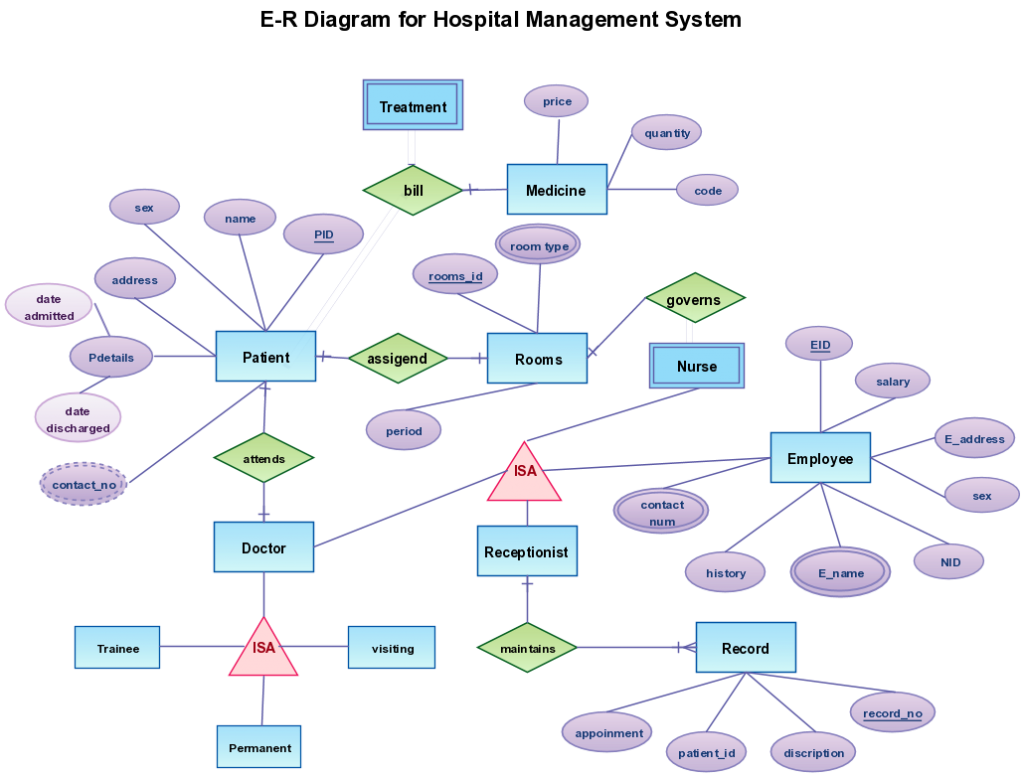 E-R Diagram for Hospital Management System
Treatment
price
quantity
bill
Medicine
code
sex
name
PID
room type
rooms_id
address
date
admitted
governs
Pdetails
Patient
assigend
Rooms
Nurse
EID
salary
date
discharged
period
E_address
attends
ISA
Employee
contact_no
contact
num
sex
Doctor
Receptionist
history
E_name
NID
Trainee
ISA
visiting
maintains
Record
Permanent
appoinment
patient_id
discription
record_no